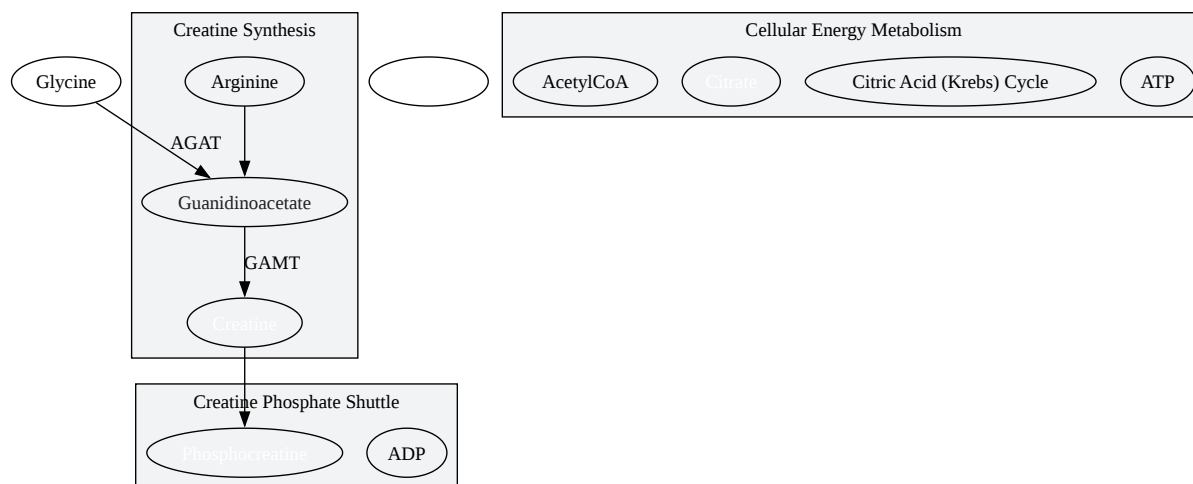 Creatine Synthesis
Cellular Energy Metabolism
Glycine
Arginine
AcetylCoA
Citrate
Citric Acid (Krebs) Cycle
ATP
AGAT
Guanidinoacetate
GAMT
Creatine
Creatine Phosphate Shuttle
Phosphocreatine
ADP